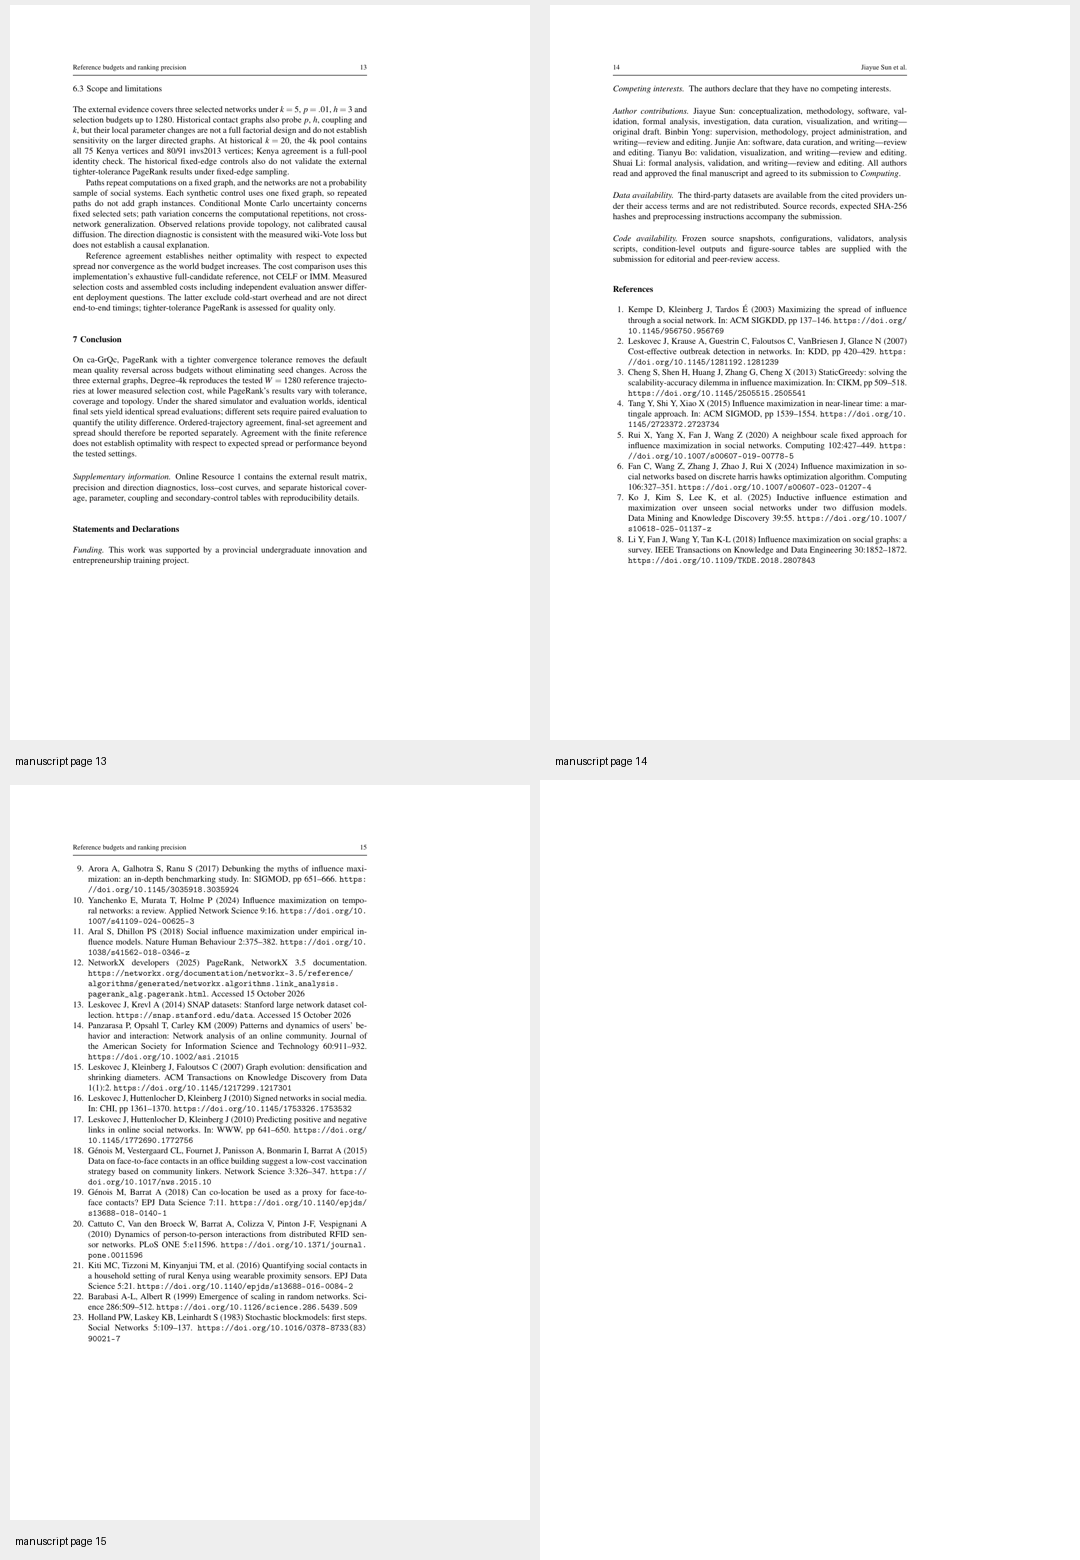 Reference budgets and ranking precision 13
6.3 Scope and limitations
The external evidence covers three selected networks under k = 5, p = .01, h = 3 and
selection budgets up to 1280. Historical contact graphs also probe p, h, coupling and
k, but their local parameter changes are not a full factorial design and do not establish
sensitivity on the larger directed graphs. At historical k = 20, the 4k pool contains
all 75 Kenya vertices and 80/91 invs2013 vertices; Kenya agreement is a full-pool
identity check. The historical fixed-edge controls also do not validate the external
tighter-tolerance PageRank results under fixed-edge sampling.
Paths repeat computations on a fixed graph, and the networks are not a probability
sample of social systems. Each synthetic control uses one fixed graph, so repeated
paths do not add graph instances. Conditional Monte Carlo uncertainty concerns
fixed selected sets; path variation concerns the computational repetitions, not cross-
network generalization. Observed relations provide topology, not calibrated causal
diffusion. The direction diagnostic is consistent with the measured wiki-Vote loss but
does not establish a causal explanation.
Reference agreement establishes neither optimality with respect to expected
spread nor convergence as the world budget increases. The cost comparison uses this
implementation's exhaustive full-candidate reference, not CELF or IMM. Measured
selection costs and assembled costs including independent evaluation answer differ-
ent deployment questions. The latter exclude cold-start overhead and are not direct
end-to-end timings; tighter-tolerance PageRank is assessed for quality only.
7 Conclusion
On ca-GrQc, PageRank with a tighter convergence tolerance removes the default
mean quality reversal across budgets without eliminating seed changes. Across the
three external graphs, Degree-4k reproduces the tested W = 1280 reference trajecto-
ries at lower measured selection cost, while PageRank's results vary with tolerance,
coverage and topology. Under the shared simulator and evaluation worlds, identical
final sets yield identical spread evaluations; different sets require paired evaluation to
quantify the utility difference. Ordered-trajectory agreement, final-set agreement and
spread should therefore be reported separately. Agreement with the finite reference
does not establish optimality with respect to expected spread or performance beyond
the tested settings.
Supplementary information. Online Resource 1 contains the external result matrix,
precision and direction diagnostics, loss–cost curves, and separate historical cover-
age, parameter, coupling and secondary-control tables with reproducibility details.
Statements and Declarations
Funding. This work was supported by a provincial undergraduate innovation and
entrepreneurship training project.
manuscript page 13
14 Jiayue Sun et al.
Competing interests. The authors declare that they have no competing interests.
Author contributions. Jiayue Sun: conceptualization, methodology, software, val-
idation, formal analysis, investigation, data curation, visualization, and writing—
original draft. Binbin Yong: supervision, methodology, project administration, and
writing—review and editing. Junjie An: software, data curation, and writing—review
and editing. Tianyu Bo: validation, visualization, and writing—review and editing.
Shuai Li: formal analysis, validation, and writing—review and editing. All authors
read and approved the final manuscript and agreed to its submission to Computing.
Data availability. The third-party datasets are available from the cited providers un-
der their access terms and are not redistributed. Source records, expected SHA-256
hashes and preprocessing instructions accompany the submission.
Code availability. Frozen source snapshots, configurations, validators, analysis
scripts, condition-level outputs and figure-source tables are supplied with the
submission for editorial and peer-review access.
References
1. Kempe D, Kleinberg J, Tardos É (2003) Maximizing the spread of influence
through a social network. In: ACM SIGKDD, pp 137–146. https://doi.org/
10.1145/956750.956769
2. Leskovec J, Krause A, Guestrin C, Faloutsos C, VanBriesen J, Glance N (2007)
Cost-effective outbreak detection in networks. In: KDD, pp 420–429. https:
//doi.org/10.1145/1281192.1281239
3. Cheng S, Shen H, Huang J, Zhang G, Cheng X (2013) StaticGreedy: solving the
scalability-accuracy dilemma in influence maximization. In: CIKM, pp 509–518.
https://doi.org/10.1145/2505515.2505541
4. Tang Y, Shi Y, Xiao X (2015) Influence maximization in near-linear time: a mar-
tingale approach. In: ACM SIGMOD, pp 1539–1554. https://doi.org/10.
1145/2723372.2723734
5. Rui X, Yang X, Fan J, Wang Z (2020) A neighbour scale fixed approach for
influence maximization in social networks. Computing 102:427–449. https:
//doi.org/10.1007/s00607-019-00778-5
6. Fan C, Wang Z, Zhang J, Zhao J, Rui X (2024) Influence maximization in so-
cial networks based on discrete harris hawks optimization algorithm. Computing
106:327–351. https://doi.org/10.1007/s00607-023-01207-4
7. Ko J, Kim S, Lee K, et al. (2025) Inductive influence estimation and
maximization over unseen social networks under two diffusion models.
Data Mining and Knowledge Discovery 39:55. https://doi.org/10.1007/
s10618-025-01137-z
8. Li Y, Fan J, Wang Y, Tan K-L (2018) Influence maximization on social graphs: a
survey. IEEE Transactions on Knowledge and Data Engineering 30:1852–1872.
https://doi.org/10.1109/TKDE.2018.2807843
manuscript page 14
Reference budgets and ranking precision 15
9. Arora A, Galhotra S, Ranu S (2017) Debunking the myths of influence maxi-
mization: an in-depth benchmarking study. In: SIGMOD, pp 651–666. https:
//doi.org/10.1145/3035918.3035924
10. Yanchenko E, Murata T, Holme P (2024) Influence maximization on tempo-
ral networks: a review. Applied Network Science 9:16. https://doi.org/10.
1007/s41109-024-00625-3
11. Aral S, Dhillon PS (2018) Social influence maximization under empirical in-
fluence models. Nature Human Behaviour 2:375–382. https://doi.org/10.
1038/s41562-018-0346-z
12. NetworkX developers (2025) PageRank, NetworkX 3.5 documentation.
https://networkx.org/documentation/networkx-3.5/reference/
algorithms/generated/networkx.algorithms.link_analysis.
pagerank_alg.pagerank.html. Accessed 15 October 2026
13. Leskovec J, Krevl A (2014) SNAP datasets: Stanford large network dataset col-
lection. https://snap.stanford.edu/data. Accessed 15 October 2026
14. Panzarasa P, Opsahl T, Carley KM (2009) Patterns and dynamics of users' be-
havior and interaction: Network analysis of an online community. Journal of
the American Society for Information Science and Technology 60:911–932.
https://doi.org/10.1002/asi.21015
15. Leskovec J, Kleinberg J, Faloutsos C (2007) Graph evolution: densification and
shrinking diameters. ACM Transactions on Knowledge Discovery from Data
1(1):2. https://doi.org/10.1145/1217299.1217301
16. Leskovec J, Huttenlocher D, Kleinberg J (2010) Signed networks in social media.
In: CHI, pp 1361–1370. https://doi.org/10.1145/1753326.1753532
17. Leskovec J, Huttenlocher D, Kleinberg J (2010) Predicting positive and negative
links in online social networks. In: WWW, pp 641–650. https://doi.org/
10.1145/1772690.1772756
18. Génois M, Vestergaard CL, Fournet J, Panisson A, Bonmarin I, Barrat A (2015)
Data on face-to-face contacts in an office building suggest a low-cost vaccination
strategy based on community linkers. Network Science 3:326–347. https://
doi.org/10.1017/nws.2015.10
19. Génois M, Barrat A (2018) Can co-location be used as a proxy for face-to-
face contacts? EPJ Data Science 7:11. https://doi.org/10.1140/epjds/
s13688-018-0140-1
20. Cattuto C, Van den Broeck W, Barrat A, Colizza V, Pinton J-F, Vespignani A
(2010) Dynamics of person-to-person interactions from distributed RFID sen-
sor networks. PLoS ONE 5:e11596. https://doi.org/10.1371/journal.
pone.0011596
21. Kiti MC, Tizzoni M, Kinyanjui TM, et al. (2016) Quantifying social contacts in
a household setting of rural Kenya using wearable proximity sensors. EPJ Data
Science 5:21. https://doi.org/10.1140/epjds/s13688-016-0084-2
22. Barabasi A-L, Albert R (1999) Emergence of scaling in random networks. Sci-
ence 286:509–512. https://doi.org/10.1126/science.286.5439.509
23. Holland PW, Laskey KB, Leinhardt S (1983) Stochastic blockmodels: first steps.
Social Networks 5:109–137. https://doi.org/10.1016/0378-8733(83)
90021-7
manuscript page 15